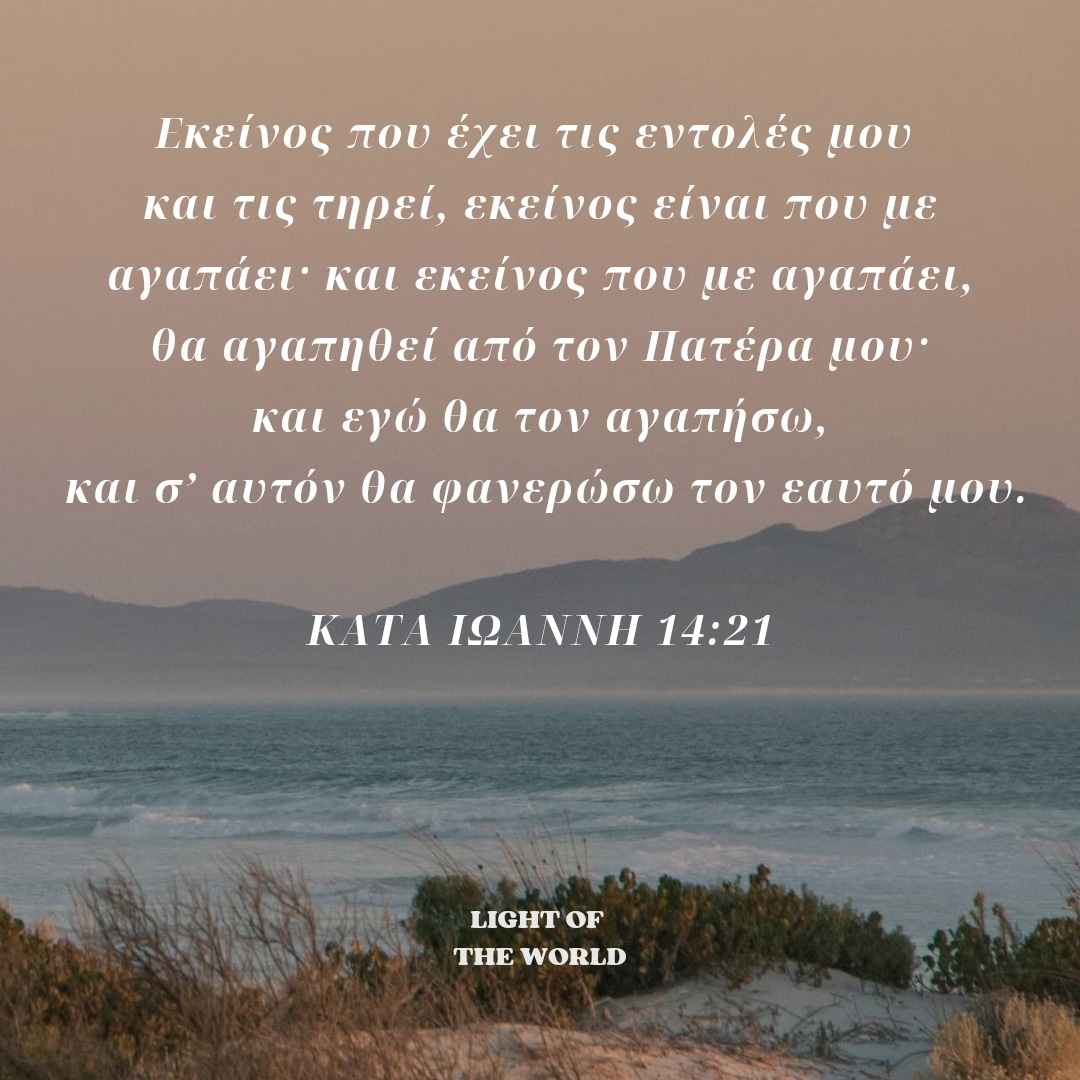 Εκείνος που έχει τις εντολές μου
και τις τηρεί, εκείνος είναι που με
αγαπάει· και εκείνος που με αγαπάει,
θα αγαπηθεί από τον Πατέρα μου·
και εγώ θα τον αγαπήσω,
και σ’ αυτόν θα φανερώσω τον εαυτό μου.
ΚΑΤΑ ΙΩΑΝΝΗ 14:21
LIGHT OF
THE WORLD